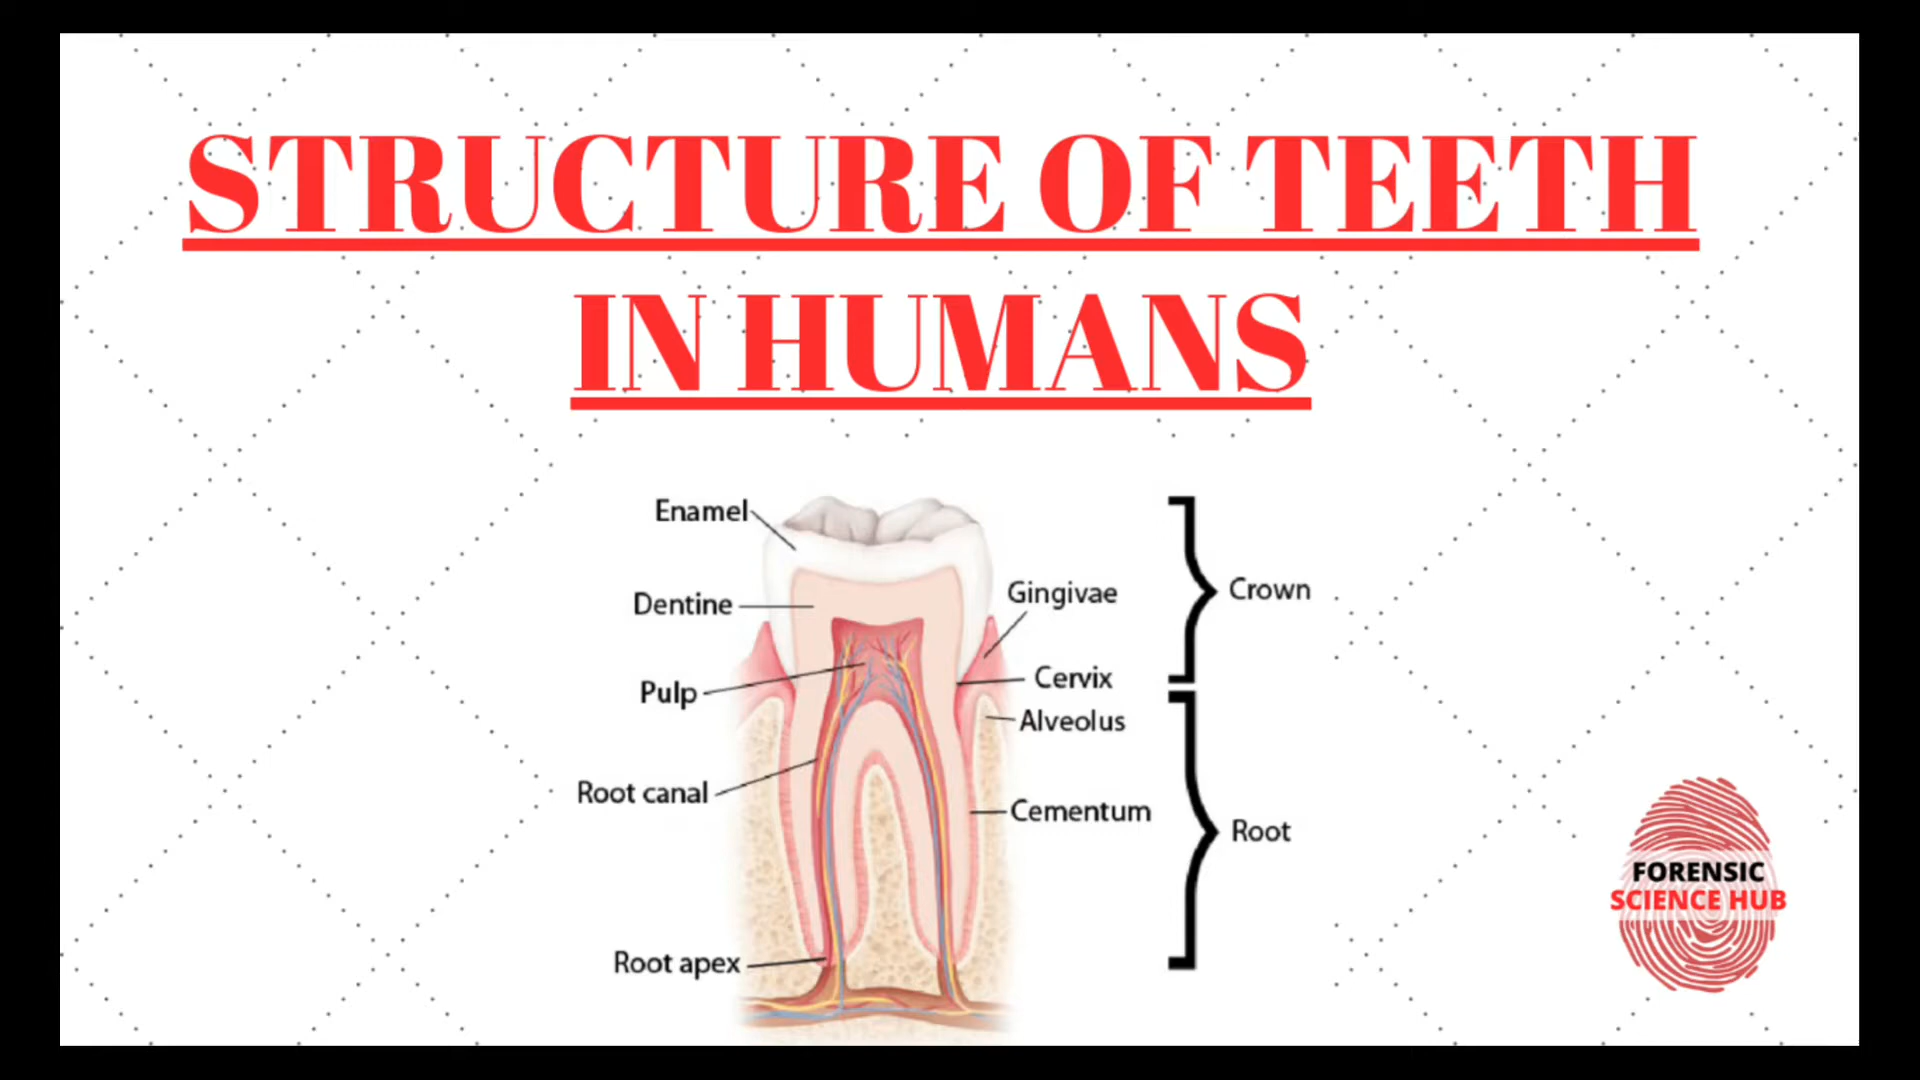 STRUCTURE OF TEETH
IN HUMANS
Enamel
Dentine
Pulp
Root canal
Root apex
Gingivae
Cervix
Alveolus
Cementum
Crown
Root
FORENSIC
SCIENCE HUB